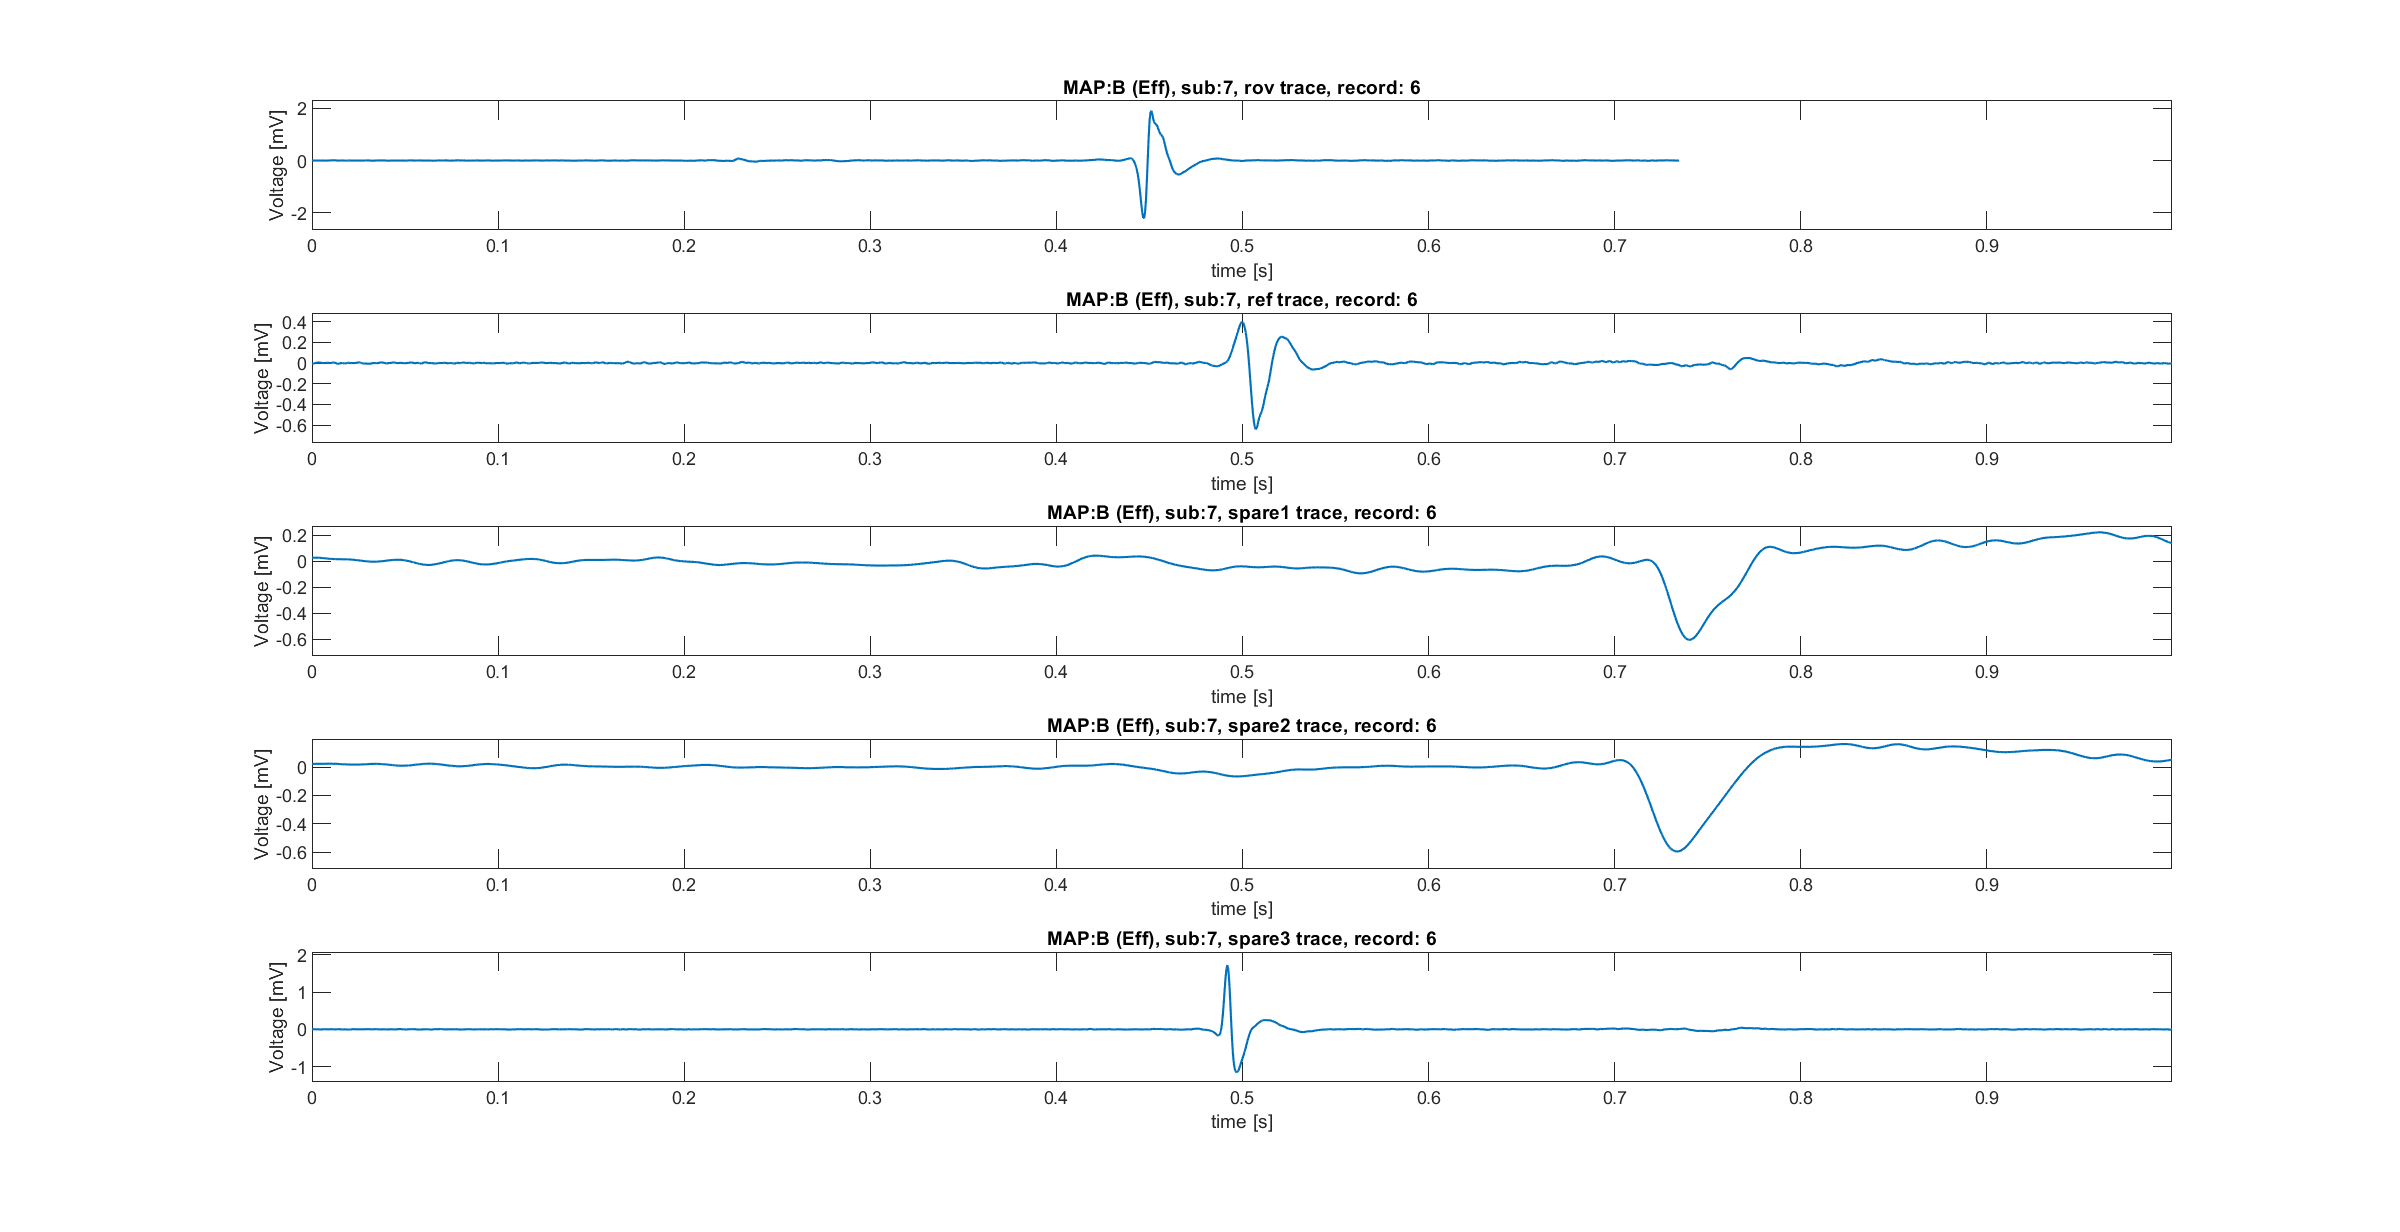 MAP:B (Eff), sub:7, rov trace, record: 6
Voltage [mV]
2
0
-2
0 0.1 0.2 0.3 0.4 0.5 0.6 0.7 0.8 0.9
time [s]
MAP:B (Eff), sub:7, ref trace, record: 6
Voltage [mV]
0.4
0.2
0
-0.2
-0.4
-0.6
0 0.1 0.2 0.3 0.4 0.5 0.6 0.7 0.8 0.9
time [s]
MAP:B (Eff), sub:7, spare1 trace, record: 6
Voltage [mV]
0.2
0
-0.2
-0.4
-0.6
0 0.1 0.2 0.3 0.4 0.5 0.6 0.7 0.8 0.9
time [s]
MAP:B (Eff), sub:7, spare2 trace, record: 6
Voltage [mV]
0
-0.2
-0.4
-0.6
0 0.1 0.2 0.3 0.4 0.5 0.6 0.7 0.8 0.9
time [s]
MAP:B (Eff), sub:7, spare3 trace, record: 6
Voltage [mV]
2
1
0
-1
0 0.1 0.2 0.3 0.4 0.5 0.6 0.7 0.8 0.9
time [s]